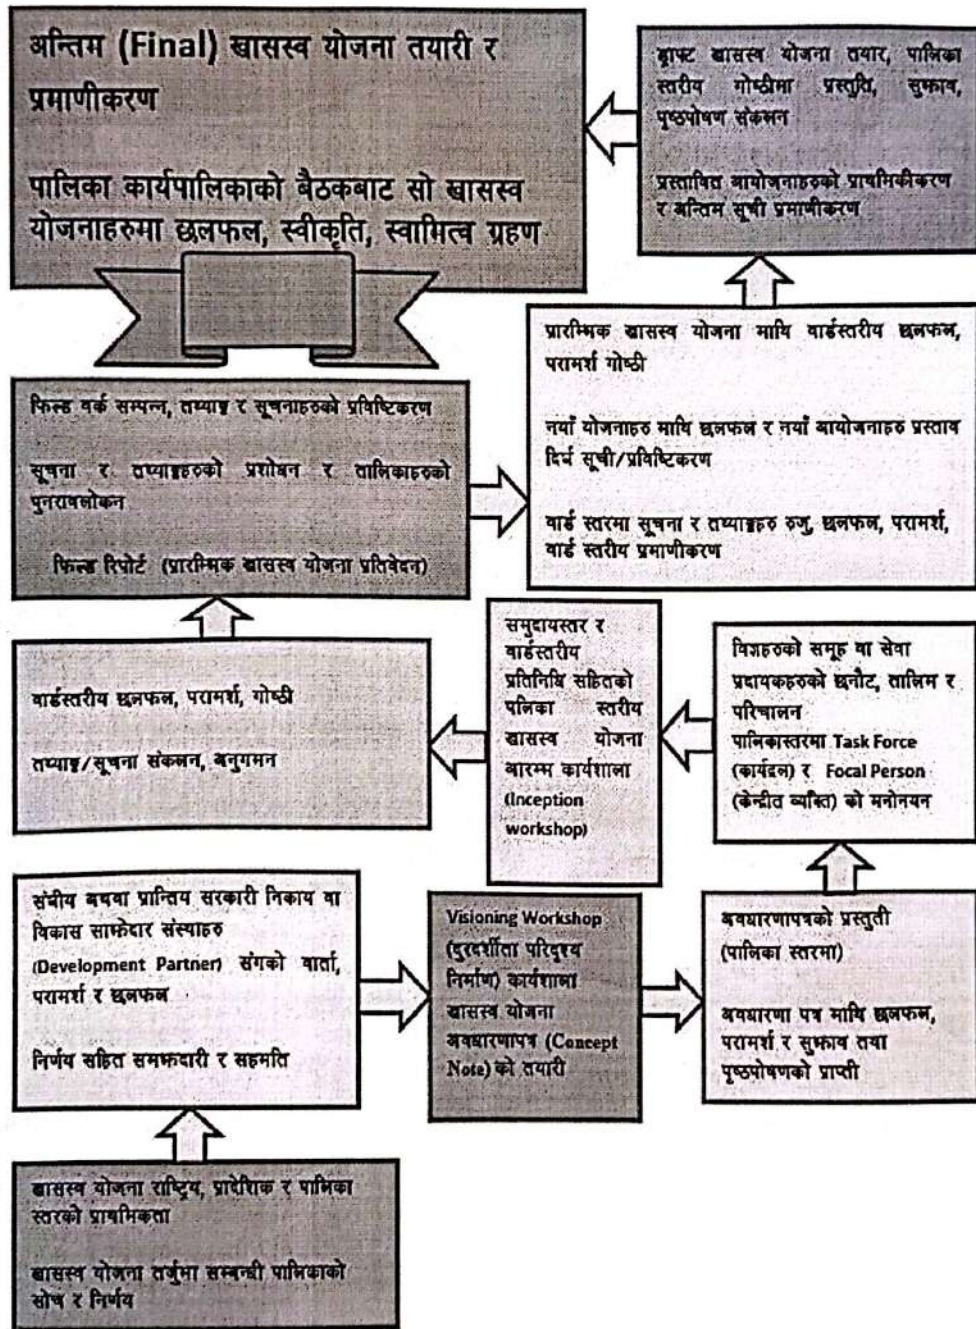 अन्तिम (Final) खासस्व योजना तयारी र
प्रमाणीकरण
पालिका कार्यपालिकाको बैठकबाट सो खासस्व
योजनाहरुमा छलफल, स्वीकृति, स्वामित्व ग्रहण
ड्राफ्ट खासस्व योजना तयार, पालिका
स्तरीय गोष्ठीमा प्रस्तुति, सुझाव,
पृष्ठपोषण संकलन
प्रस्तावित आयोजनाहरुको प्राथमिकीकरण
र अन्तिम सूची प्रमाणीकरण
प्रारम्भिक खासस्व योजना माथि वार्डस्तरीय छलफल,
परामर्श गोष्ठी
नयाँ योजनाहरु माथि छलफल र नयाँ आयोजनाहरु प्रस्ताव
दिर्घ सूची/प्रविष्टिकरण
वार्ड स्तरमा सूचना र तथ्याङ्कहरु रुजु, छलफल, परामर्श,
वार्ड स्तरीय प्रमाणीकरण
फिल्ड वर्क सम्पन्न, तथ्याङ्क र सूचनाहरुको प्रविष्टिकरण
सूचना र तथ्याङ्कहरुको प्रशोधन र तालिकाहरुको
पुनरावलोकन
फिल्ड रिपोर्ट (प्रारम्भिक खासस्व योजना प्रतिवेदन)
वार्डस्तरीय छलफल, परामर्श, गोष्ठी
तथ्याङ्क/सूचना संकलन, अनुगमन
समुदायस्तर र
वार्डस्तरीय
प्रतिनिधि सहितको
पलिका स्तरीय
खासस्व योजना
आरम्भ कार्यशाला
(Inception
workshop)
विज्ञहरुको समूह वा सेवा
प्रदायकहरुको छनौट, तालिम र
परिचालन
पालिकास्तरमा Task Force
(कार्यदल) र Focal Person
(केन्द्रीत व्यक्ति) को मनोनयन
संघीय अथवा प्रान्तिय सरकारी निकाय वा
विकास साझेदार संस्थाहरु
(Development Partner) संगको वार्ता,
परामर्श र छलफल
निर्णय सहित समझदारी र सहमति
Visioning Workshop
(दुरदर्शीता परिदृश्य
निर्माण) कार्यशाला
खासस्व योजना
अवधारणापत्र (Concept
Note) को तयारी
अवधारणापत्रको प्रस्तुती
(पालिका स्तरमा)
अवधारणा पत्र माथि छलफल,
परामर्श र सुझाव तथा
पृष्ठपोषणको प्राप्ती
खासस्व योजना राष्ट्रिय, प्रादेशिक र पालिका
स्तरको प्राथमिकता
खासस्व योजना तर्जुमा सम्बन्धी पालिकाको
सोच र निर्णय